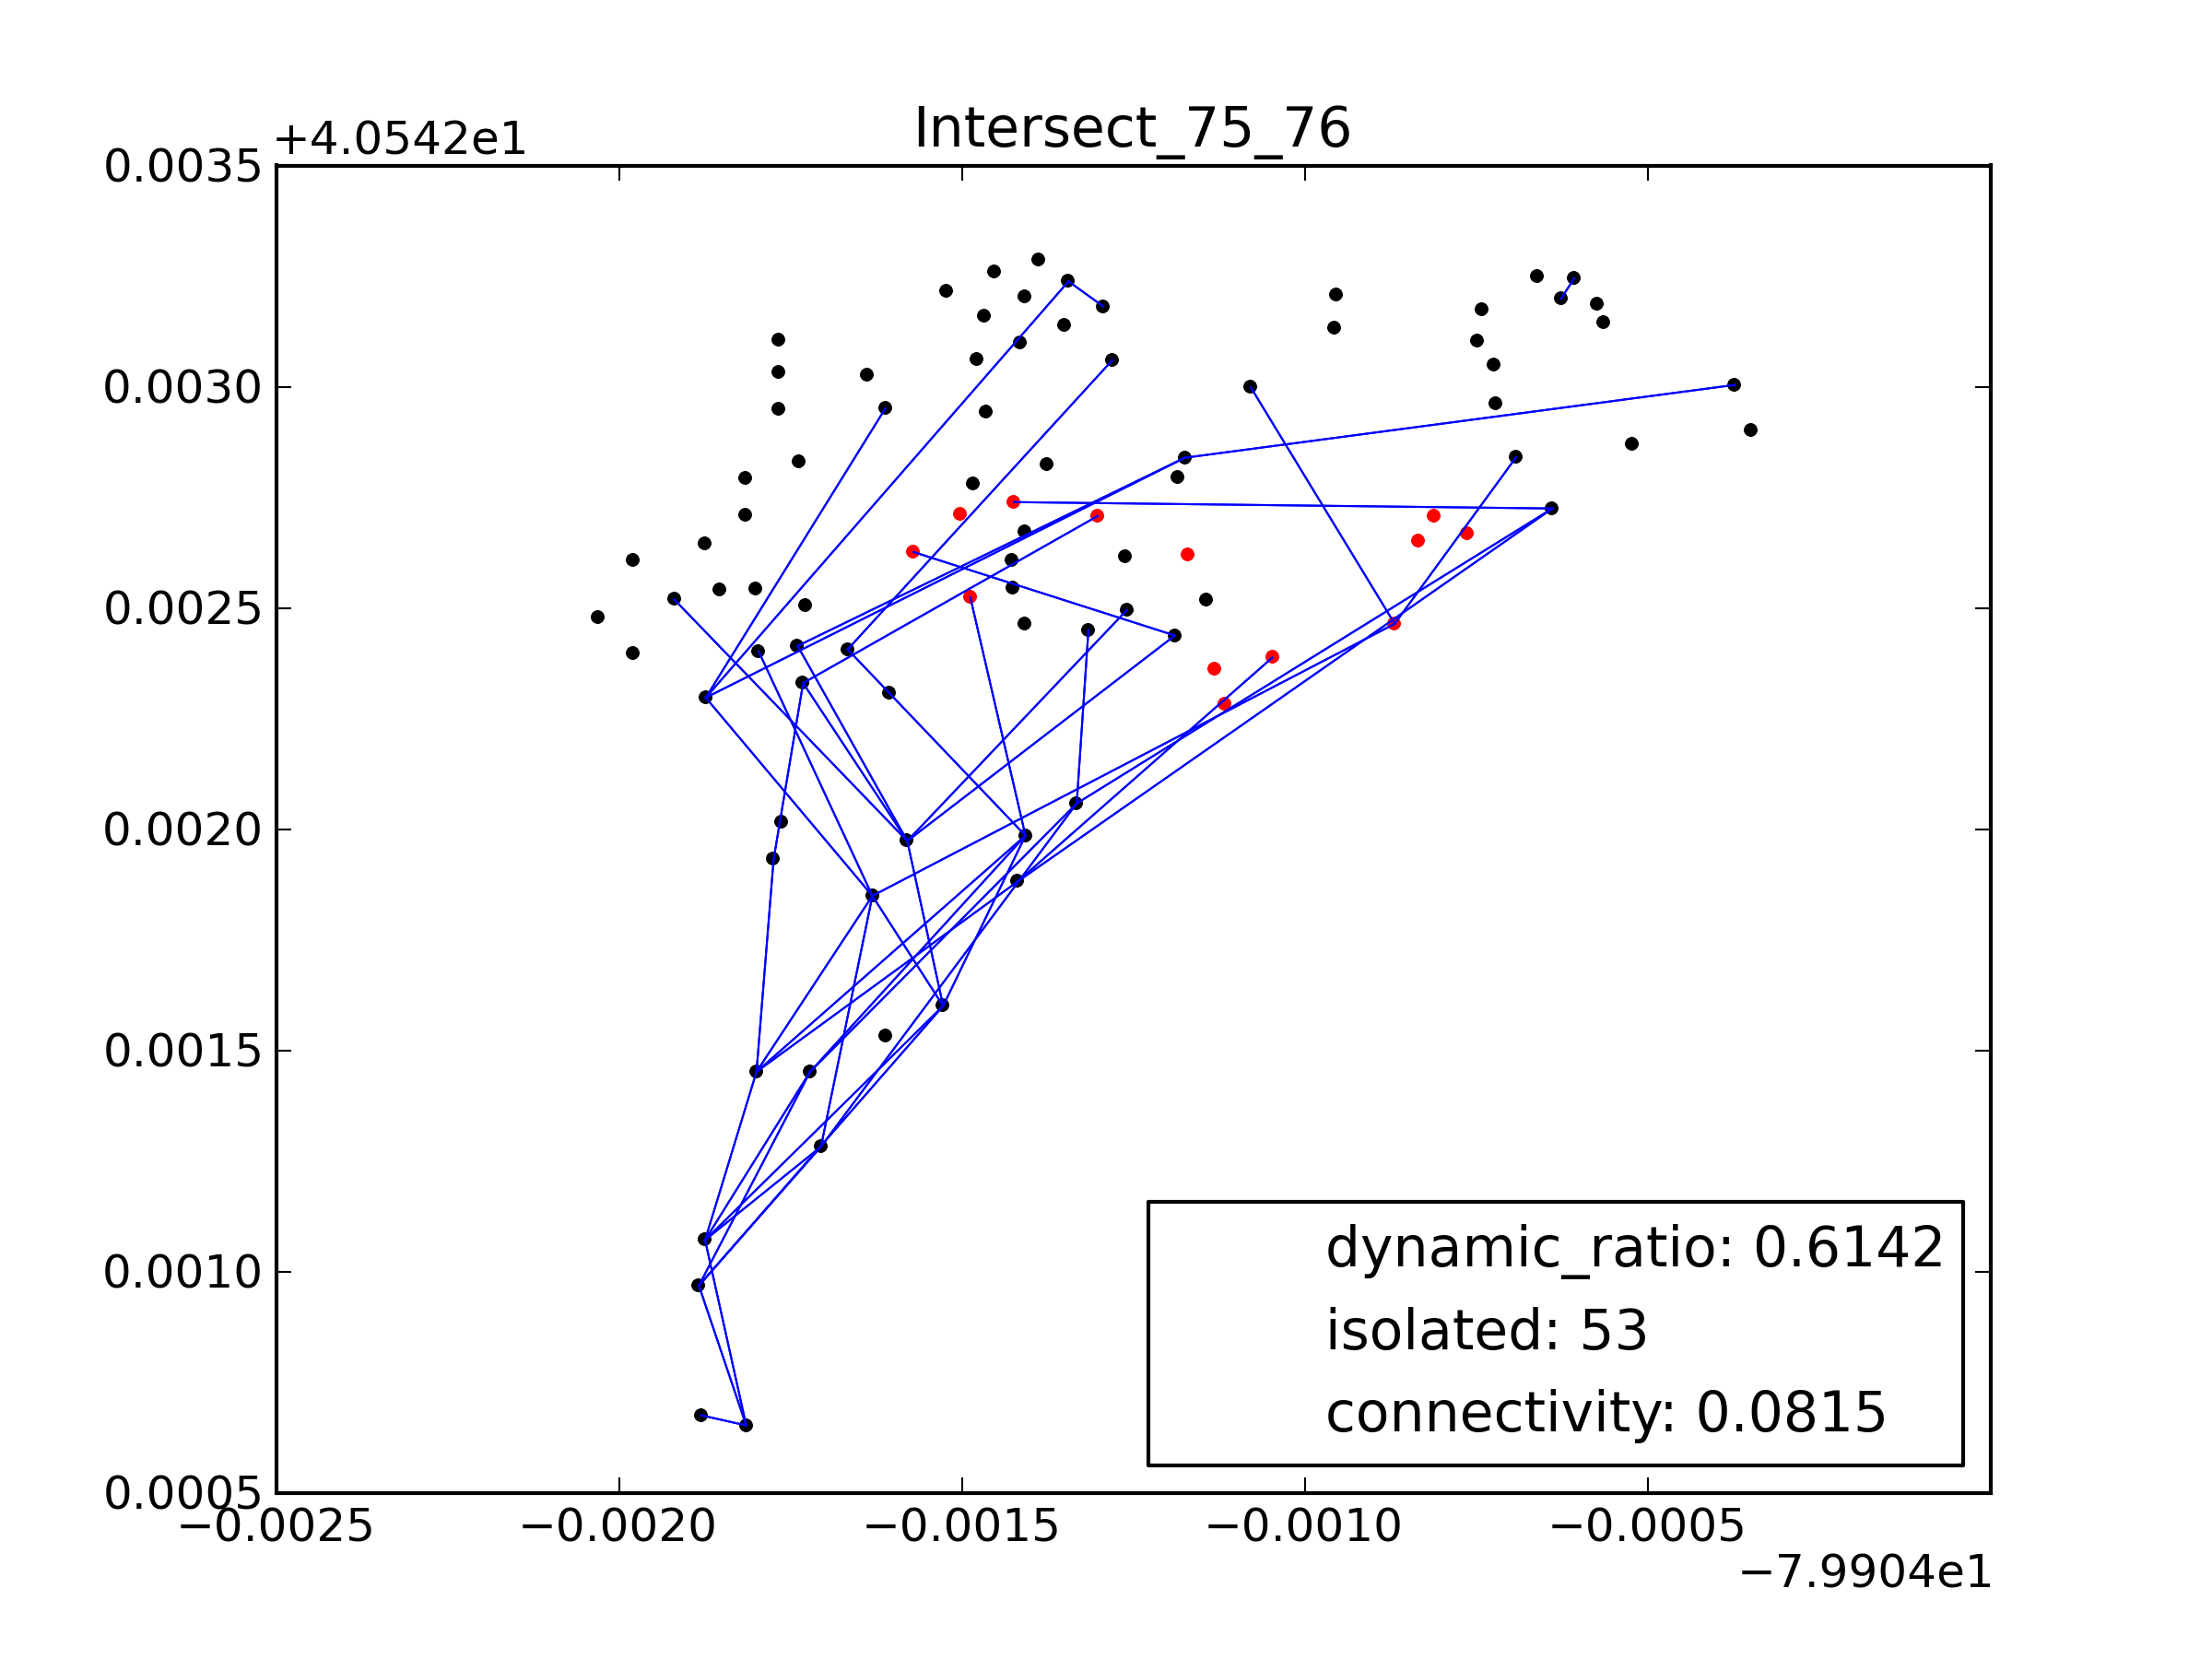 Intersect_75_76
+4.0542e1
0.0035
0.0030
0.0025
0.0020
0.0015
0.0010
0.0005
dynamic_ratio: 0.6142
isolated: 53
connectivity: 0.0815
−0.0025 −0.0020 −0.0015 −0.0010 −0.0005
−7.9904e1